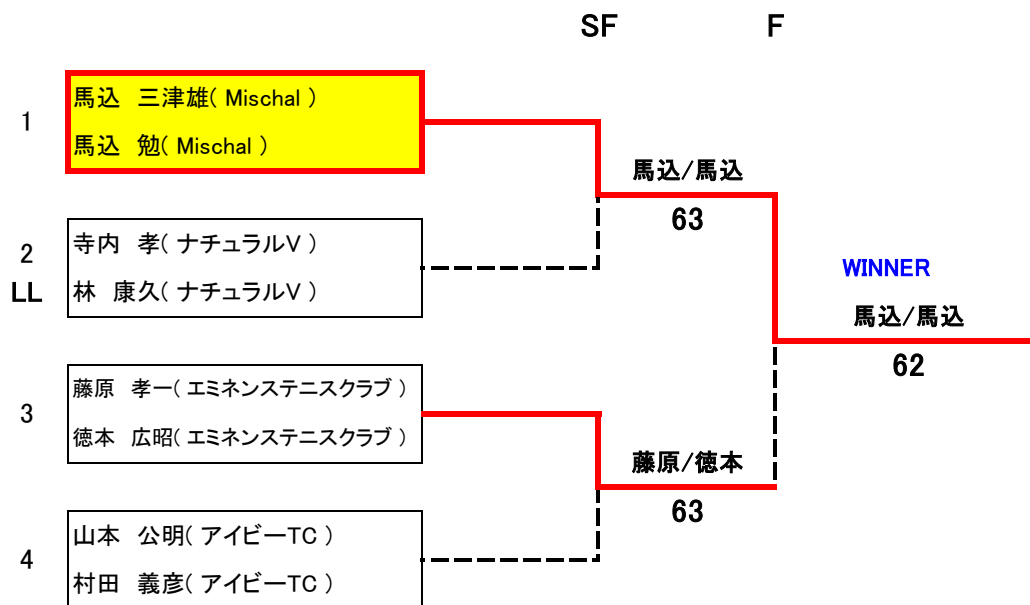 SF F
1
馬込 三津雄( Mischal )
馬込 勉( Mischal )
馬込/馬込
63
2
LL
寺内 孝( ナチュラルV )
林 康久( ナチュラルV )
WINNER
馬込/馬込
62
3
藤原 孝一( エミネンステニスクラブ )
徳本 広昭( エミネンステニスクラブ )
藤原/徳本
63
4
山本 公明( アイビーTC )
村田 義彦( アイビーTC )